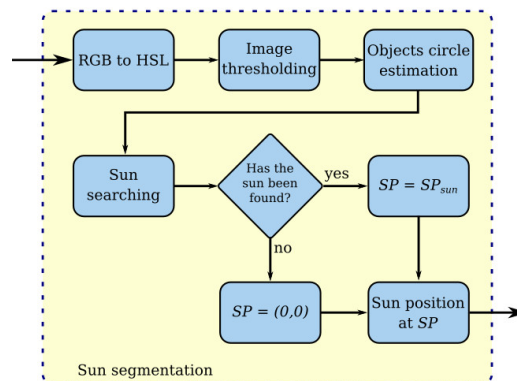 RGB to HSL
Image
thresholding
Objects circle
estimation
Sun
searching
Has the
sun been
found?
yes
SP = SP_sun
no
SP = (0,0)
Sun position
at SP
Sun segmentation